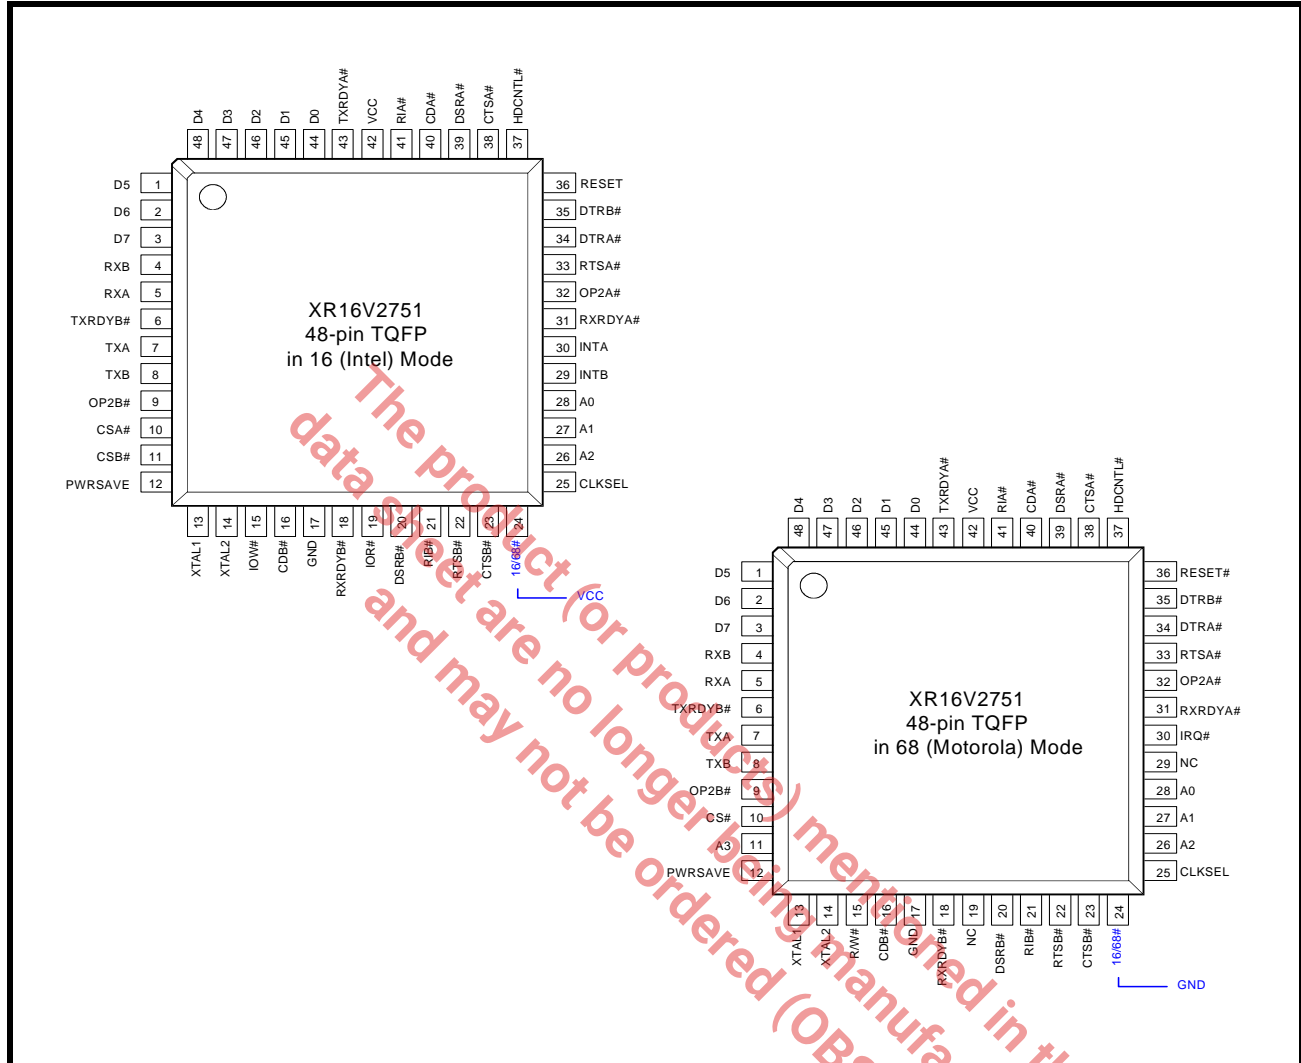 D4
D3
D2
D1
D0
TXRDYA#
VCC
RIA#
CDA#
DSRA#
CTSA#
HDCNTL#
48
47
46
45
44
43
42
41
40
39
38
37
D5 1
D6 2
D7 3
RXB 4
RXA 5
TXRDYB# 6
TXA 7
TXB 8
OP2B# 9
CSA# 10
CSB# 11
PWRSAVE 12
XR16V2751
48-pin TQFP
in 16 (Intel) Mode
36 RESET
35 DTRB#
34 DTRA#
33 RTSA#
32 OP2A#
31 RXRDYA#
30 INTA
29 INTB
28 A0
27 A1
26 A2
25 CLKSEL
13
14
15
16
17
18
19
20
21
22
23
24
XTAL1
XTAL2
IOW#
CDB#
GND
RXRDYB#
IOR#
DSRB#
RIB#
RTSB#
CTSB#
16/68#
VCC
D4
D3
D2
D1
D0
TXRDYA#
VCC
RIA#
CDA#
DSRA#
CTSA#
HDCNTL#
48
47
46
45
44
43
42
41
40
39
38
37
D5 1
D6 2
D7 3
RXB 4
RXA 5
TXRDYB# 6
TXA 7
TXB 8
OP2B# 9
CS# 10
A3 11
PWRSAVE 12
XR16V2751
48-pin TQFP
in 68 (Motorola) Mode
36 RESET#
35 DTRB#
34 DTRA#
33 RTSA#
32 OP2A#
31 RXRDYA#
30 IRQ#
29 NC
28 A0
27 A1
26 A2
25 CLKSEL
13
14
15
16
17
18
19
20
21
22
23
24
XTAL1
XTAL2
R/W#
CDB#
GND
RXRDYB#
NC
DSRB#
RIB#
RTSB#
CTSB#
16/68#
GND
The product (or products) mentioned in
data sheet are no longer being
and may not be ordered